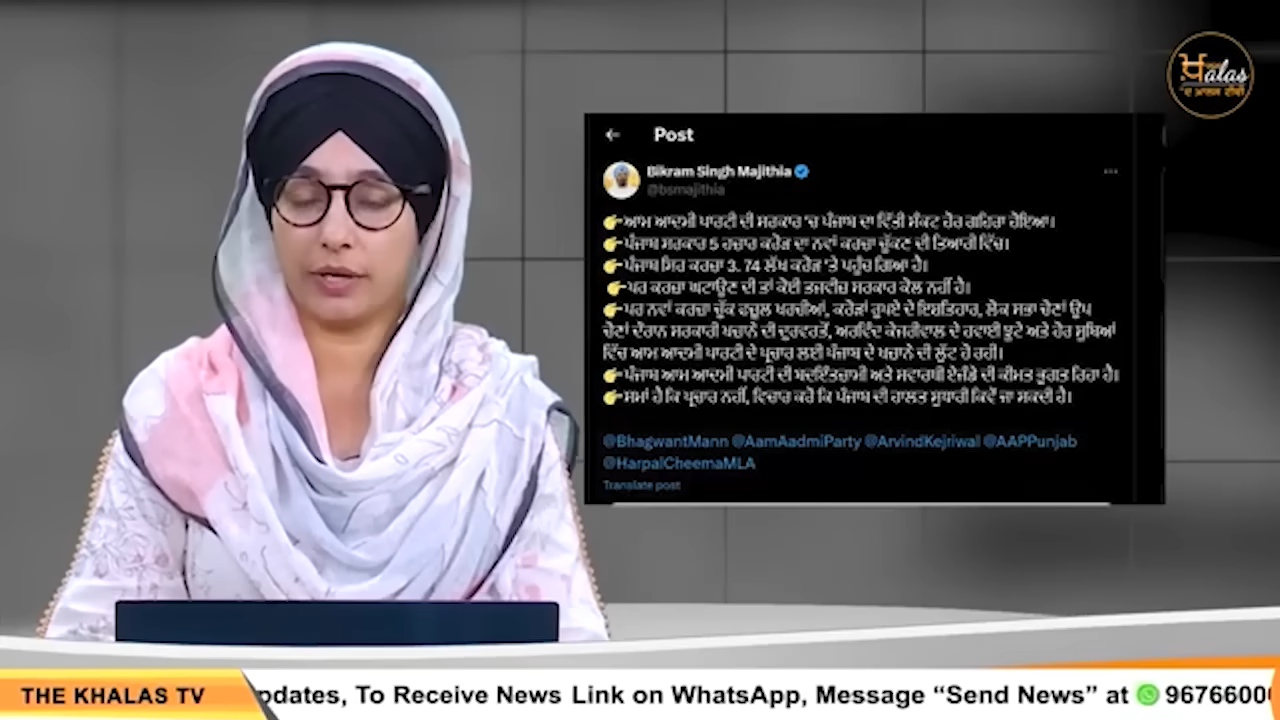 ਖ਼alas
Post
Bikram Singh Majithia
@bsmajithia
👉ਆਮ ਆਦਮੀ ਪਾਰਟੀ ਦੀ ਸਰਕਾਰ 'ਚ ਪੰਜਾਬ ਦਾ ਵਿੱਤੀ ਸੰਕਟ ਹੋਰ ਗਹਿਰਾ ਹੋਇਆ।
👉ਪੰਜਾਬ ਸਰਕਾਰ 5 ਹਜ਼ਾਰ ਕਰੋੜ ਦਾ ਨਵਾਂ ਕਰਜ਼ਾ ਚੁੱਕਣ ਦੀ ਤਿਆਰੀ ਵਿੱਚ।
👉ਪੰਜਾਬ ਸਿਰ ਕਰਜ਼ਾ 3. 74 ਲੱਖ ਕਰੋੜ 'ਤੇ ਪਹੁੰਚ ਗਿਆ ਹੈ।
👉ਪਰ ਕਰਜ਼ਾ ਘਟਾਉਣ ਦੀ ਤਾਂ ਕੋਈ ਤਜਵੀਜ਼ ਸਰਕਾਰ ਕੋਲ ਨਹੀਂ ਹੈ।
👉ਪਰ ਨਵਾਂ ਕਰਜ਼ਾ ਚੁੱਕ ਫਜ਼ੂਲ ਖਰਚੀਆਂ, ਕਰੋੜਾਂ ਰੁਪਏ ਦੇ ਇਸ਼ਤਿਹਾਰ, ਲੋਕ ਸਭਾ ਚੋਣਾਂ ਉਪ
ਚੋਣਾਂ ਦੌਰਾਨ ਸਰਕਾਰੀ ਖਜ਼ਾਨੇ ਦੀ ਦੁਰਵਰਤੋਂ, ਅਰਵਿੰਦ ਕੇਜਰੀਵਾਲ ਦੇ ਹਵਾਈ ਝੂਟੇ ਅਤੇ ਹੋਰ ਸੂਬਿਆਂ
ਵਿੱਚ ਆਮ ਆਦਮੀ ਪਾਰਟੀ ਦੇ ਪ੍ਰਚਾਰ ਲਈ ਪੰਜਾਬ ਦੇ ਖਜ਼ਾਨੇ ਦੀ ਲੁੱਟ ਹੋ ਰਹੀ।
👉ਪੰਜਾਬ ਆਮ ਆਦਮੀ ਪਾਰਟੀ ਦੀ ਬਦਇੰਤਜ਼ਾਮੀ ਅਤੇ ਸਵਾਰਥੀ ਏਜੰਡੇ ਦੀ ਕੀਮਤ ਭੁਗਤ ਰਿਹਾ ਹੈ।
👉ਸਮਾਂ ਹੈ ਕਿ ਪ੍ਰਚਾਰ ਨਹੀਂ, ਵਿਚਾਰ ਕਰੋ ਕਿ ਪੰਜਾਬ ਦੀ ਹਾਲਤ ਸੁਧਾਰੀ ਕਿਵੇਂ ਜਾ ਸਕਦੀ ਹੈ।
@BhagwantMann @AamAadmiParty @ArvindKejriwal @AAPPunjab
@HarpalCheemaMLA
Translate post
THE KHALAS TV
pdates, To Receive News Link on WhatsApp, Message “Send News” at 9676600